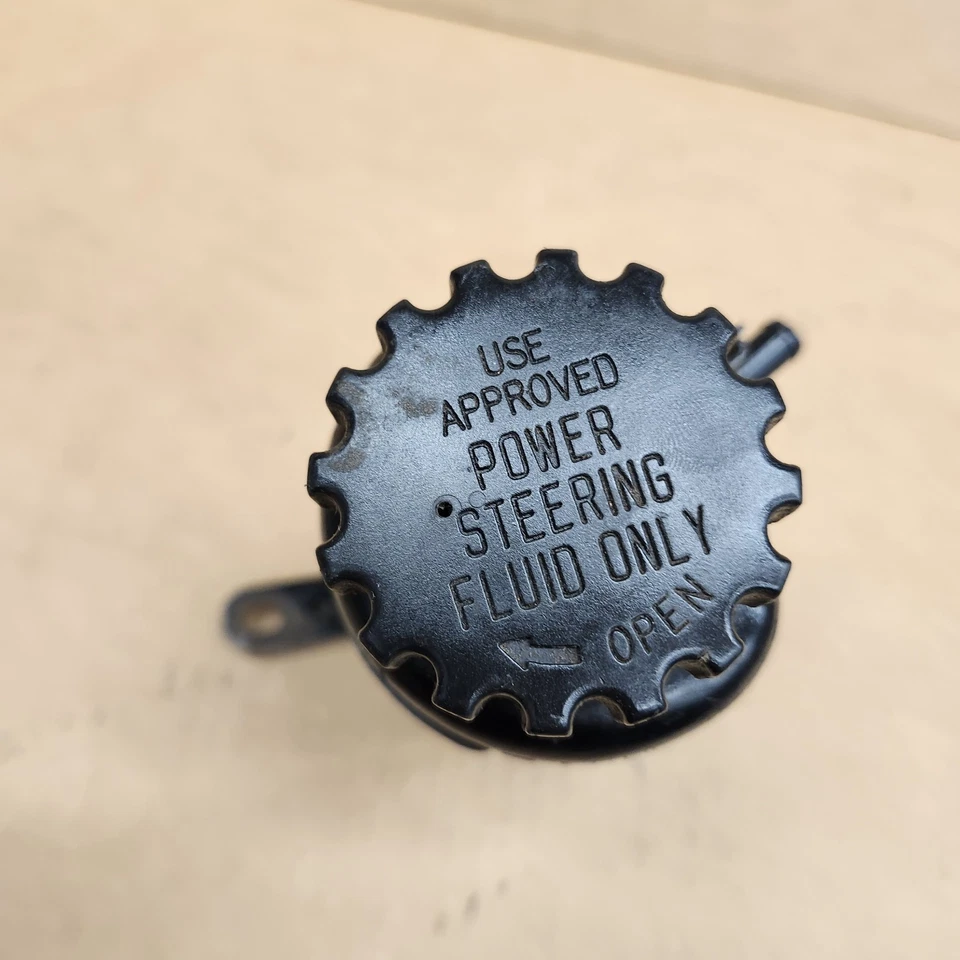 USE
APPROVED
POWER
STEERING
FLUID ONLY
OPEN